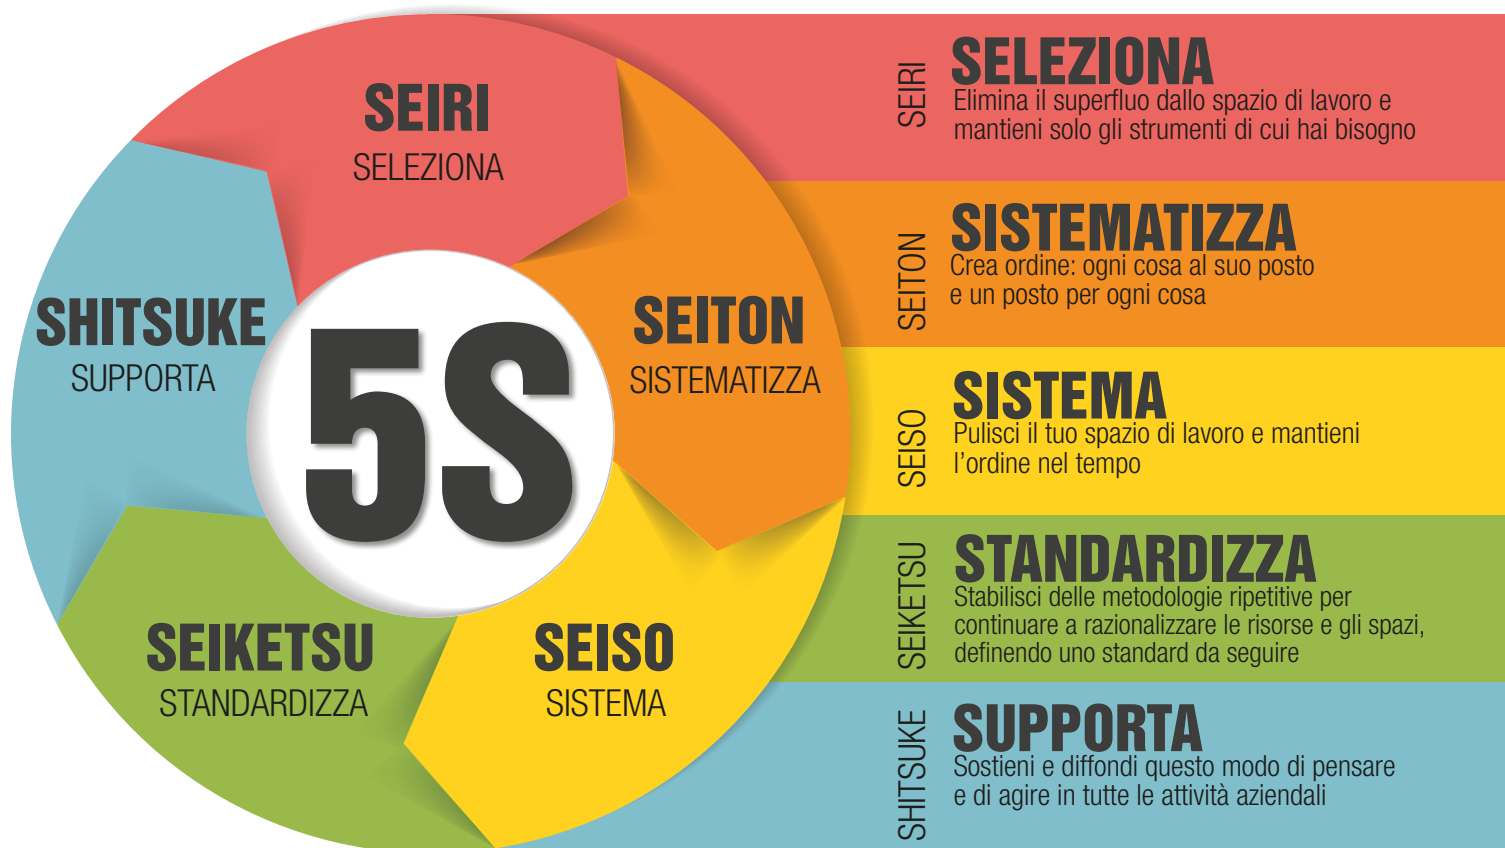 SEIRI
SELEZIONA
SEITON
SISTEMATIZZA
SEISO
SISTEMA
SEIKETSU
STANDARDIZZA
SHITSUKE
SUPPORTA
5S
SEIRI
SELEZIONA
Elimina il superfluo dallo spazio di lavoro e
mantieni solo gli strumenti di cui hai bisogno
SEITON
SISTEMATIZZA
Crea ordine: ogni cosa al suo posto
e un posto per ogni cosa
SEISO
SISTEMA
Pulisci il tuo spazio di lavoro e mantieni
l'ordine nel tempo
SEIKETSU
STANDARDIZZA
Stabilisci delle metodologie ripetitive per
continuare a razionalizzare le risorse e gli spazi,
definendo uno standard da seguire
SHITSUKE
SUPPORTA
Sostieni e diffondi questo modo di pensare
e di agire in tutte le attività aziendali